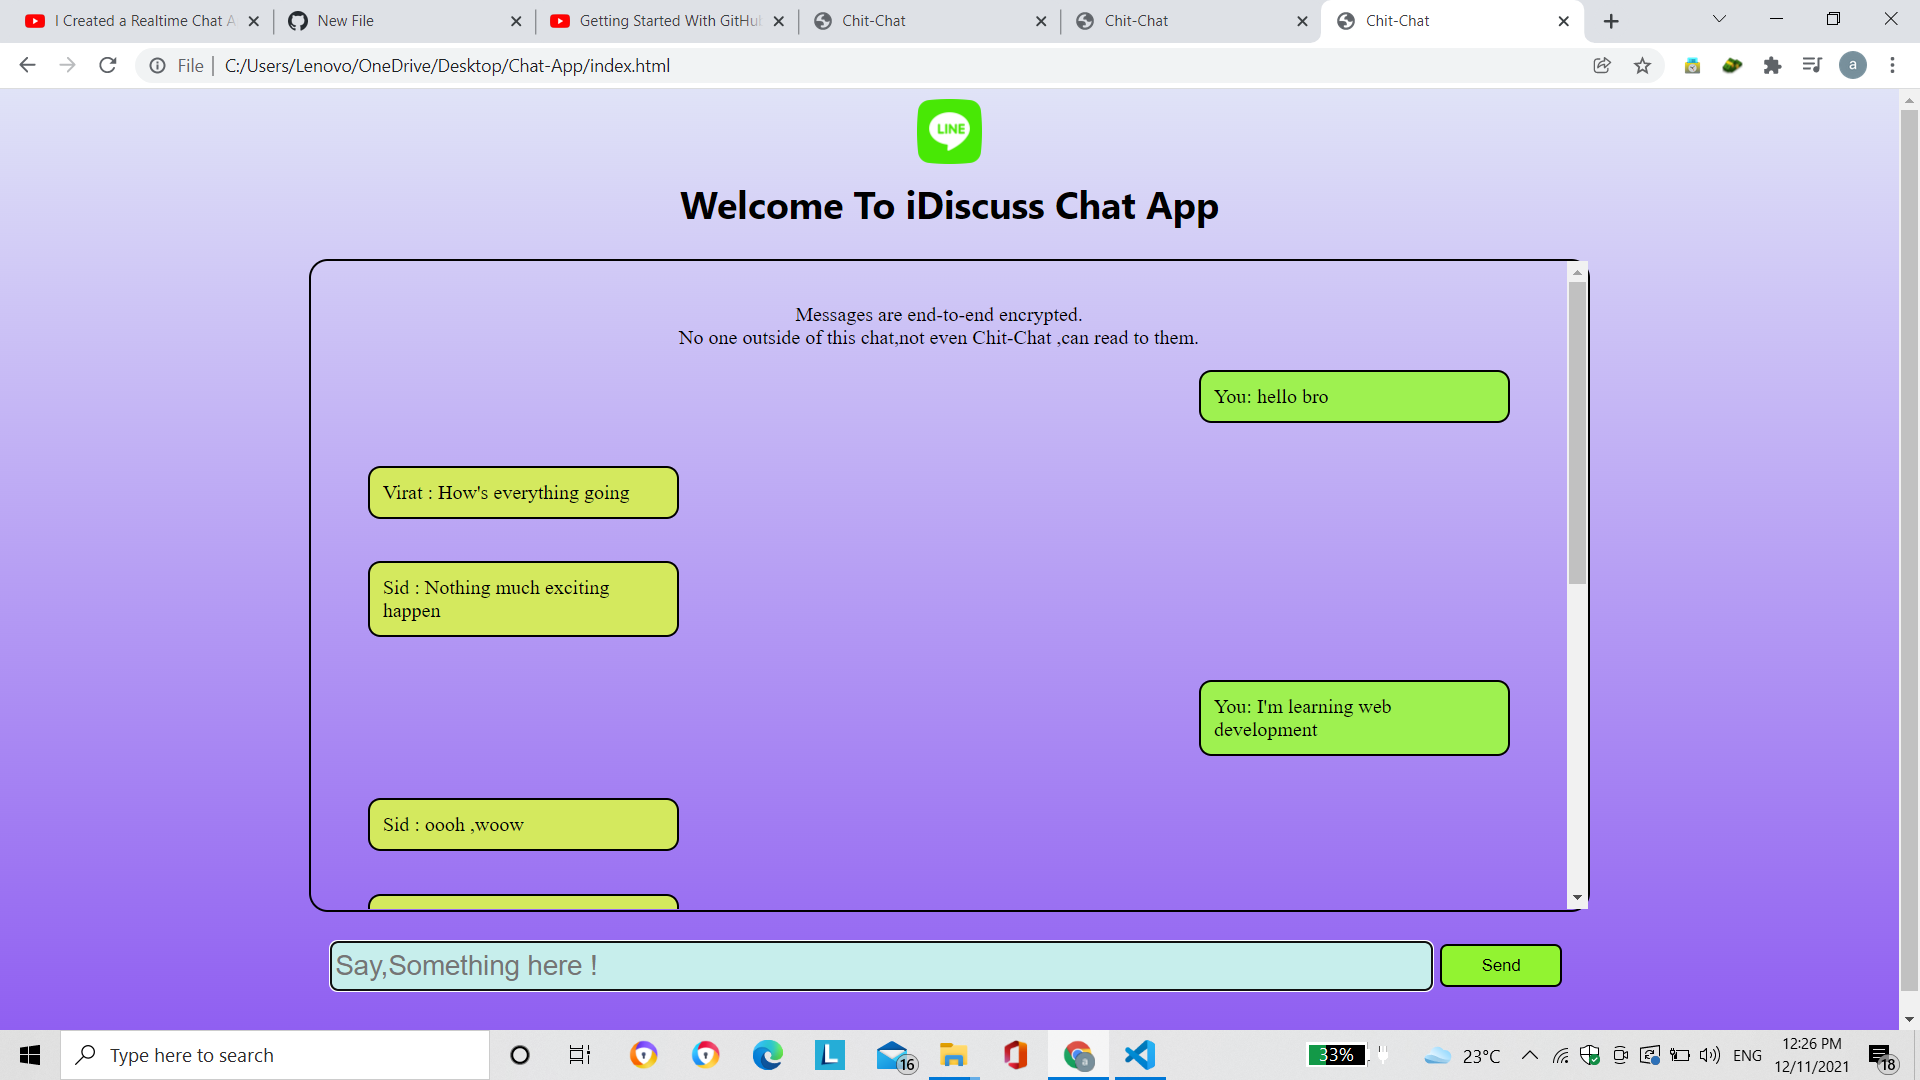 I Created a Realtime Chat A
New File
Getting Started With GitHu
Chit-Chat
Chit-Chat
Chit-Chat
File
C:/Users/Lenovo/OneDrive/Desktop/Chat-App/index.html
a
LINE
Welcome To iDiscuss Chat App
Messages are end-to-end encrypted.
No one outside of this chat,not even Chit-Chat ,can read to them.
You: hello bro
Virat : How's everything going
Sid : Nothing much exciting
happen
You: I'm learning web
development
Sid : oooh ,woow
Say,Something here !
Send
Type here to search
L
16
a
33%
23°C
ENG
12:26 PM
12/11/2021
18